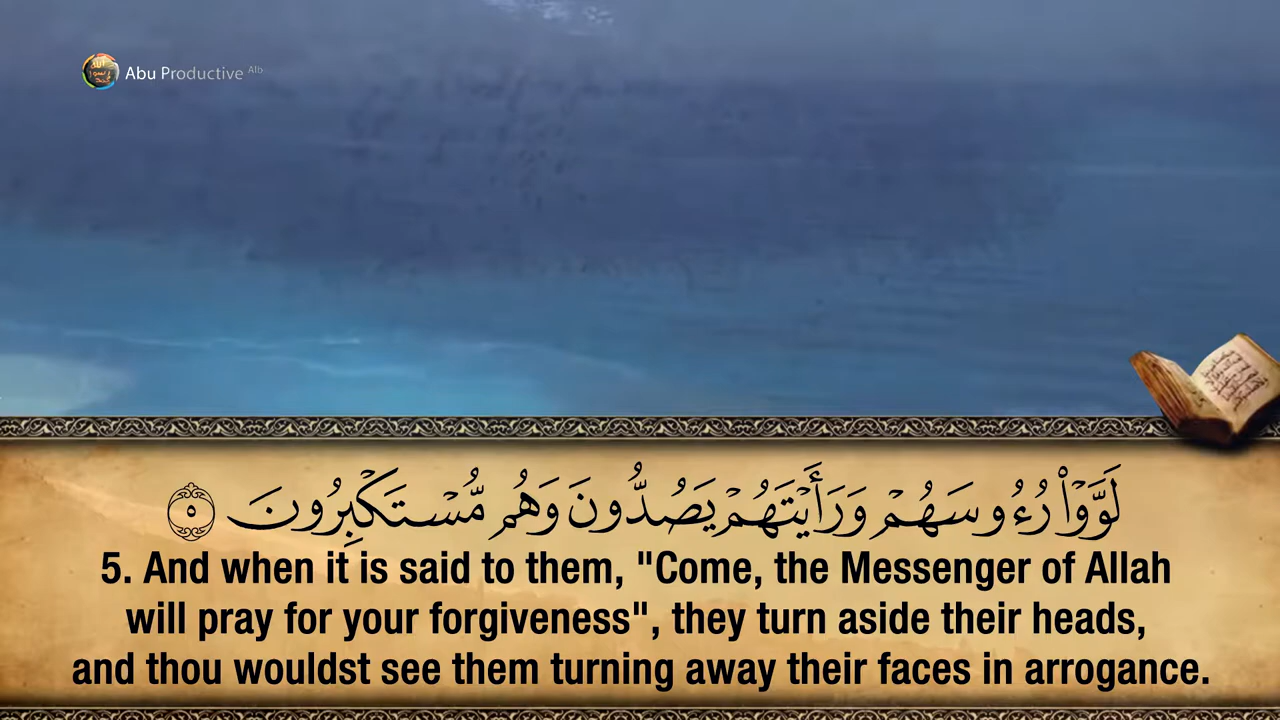 Abu Productive Alb
لَوَّوْا۟ رُءُوسَهُمْ وَرَأَيْتَهُمْ يَصُدُّونَ وَهُم مُّسْتَكْبِرُونَ ۝٥
5. And when it is said to them, "Come, the Messenger of Allah
will pray for your forgiveness", they turn aside their heads,
and thou wouldst see them turning away their faces in arrogance.